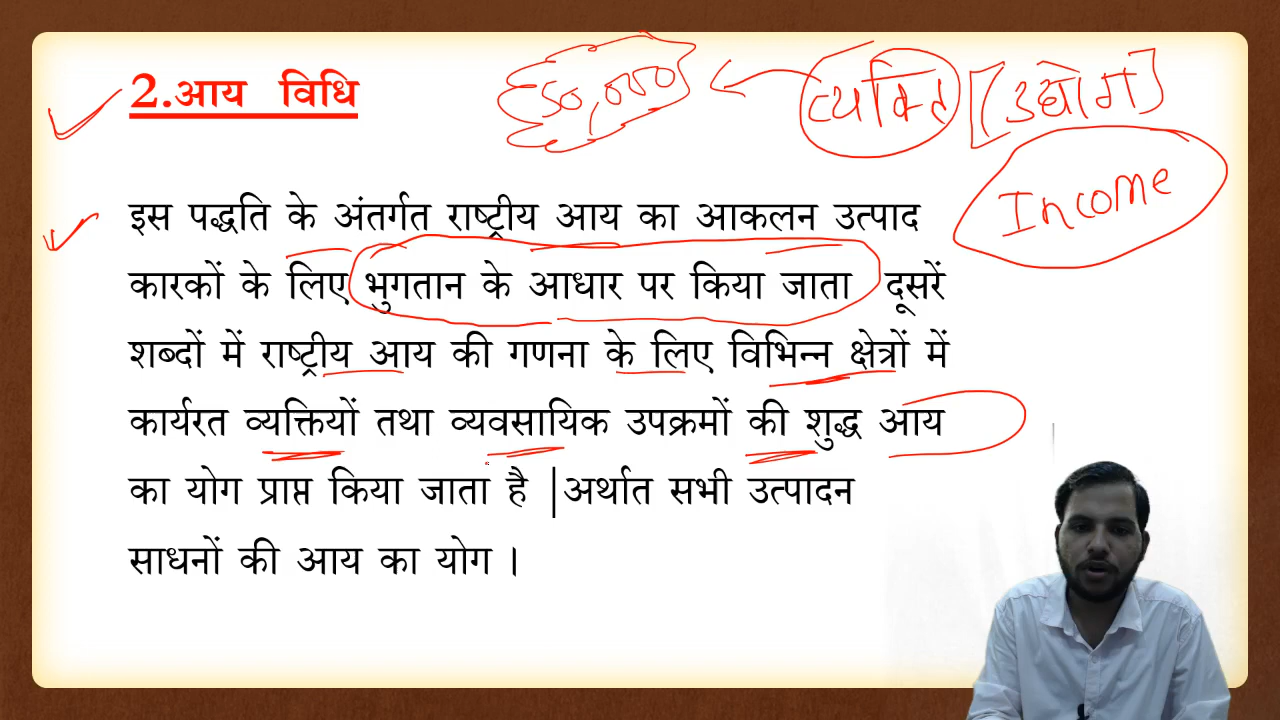 2.आय विधि
50,000 व्यक्ति [उद्योग]
Income
इस पद्धति के अंतर्गत राष्ट्रीय आय का आकलन उत्पाद
कारकों के लिए भुगतान के आधार पर किया जाता दूसरें
शब्दों में राष्ट्रीय आय की गणना के लिए विभिन्न क्षेत्रों में
कार्यरत व्यक्तियों तथा व्यवसायिक उपक्रमों की शुद्ध आय
का योग प्राप्त किया जाता है |अर्थात सभी उत्पादन
साधनों की आय का योग ।